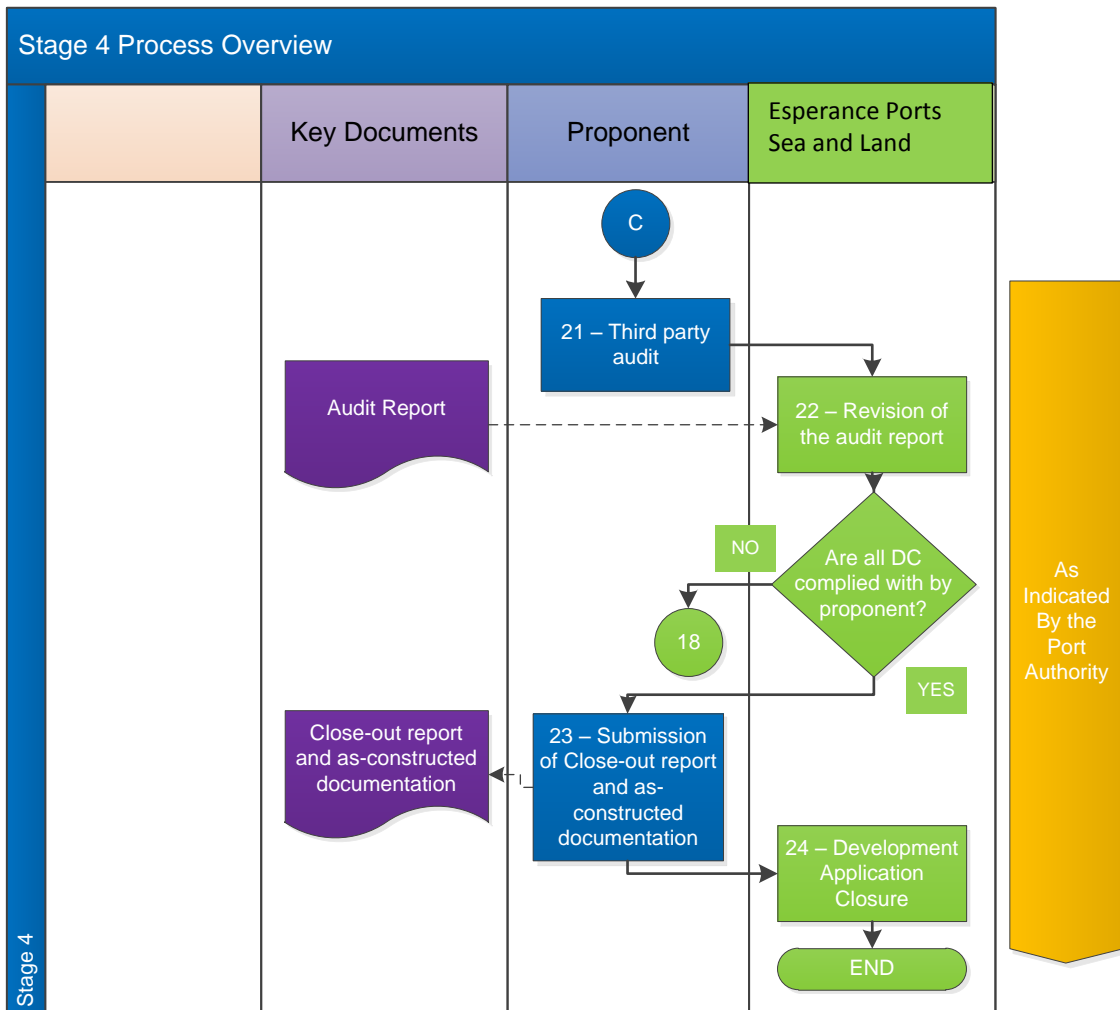 Stage 4 Process Overview
Key Documents
Proponent
Esperance Ports
Sea and Land
C
21 – Third party
audit
Audit Report
22 – Revision of
the audit report
NO
Are all DC
complied with by
proponent?
18
YES
As
Indicated
By the
Port
Authority
Close-out report
and as-constructed
documentation
23 – Submission
of Close-out report
and as-
constructed
documentation
24 – Development
Application
Closure
END
Stage 4